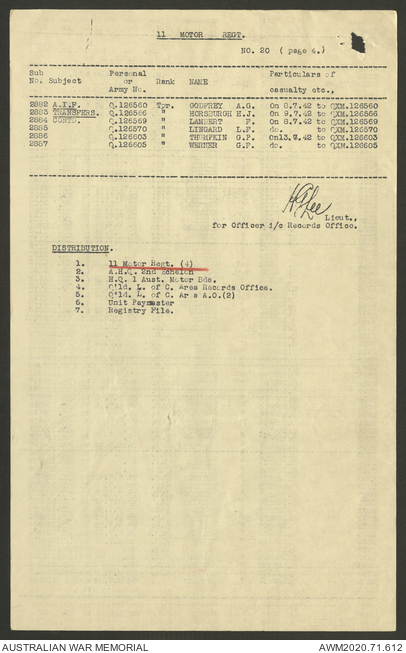 11 MOTOR REGT.
NO. 20 ( page 4.)
Sub Personal Particulars of
No. Subject or Rank NAME
Army No. casualty etc.,
2882 A.I.F. Q.126560 Tpr. GODFREY A.G. On 8.7.42 to QXM.126560
2883 TRANSFERS. Q.126566 " HORSBURGH H.J. On 9.7.42 to QXM.126566
2884 CONTD. Q.126569 " LAMBERT F. On 8.7.42 to QXM.126569
2885 Q.126570 " LINGARD L.F. do. to QXM.126570
2886 Q.126603 " G.F. On13.7.42 to QXM.126603
2887 Q.126605 " WERNER G.F. do. to QXM.126605
Lee
Lieut.,
for Officer i/c Records Office.
DISTRIBUTION.
1. 11 Motor Regt. (4)
2. A.H.Q. 2nd Echelon
3. H.Q. 1 Aust. Motor Bde.
4. Q'ld. L. of C. Area Records Office.
5. Q'ld. L. of C. Area A.O.(2)
6. Unit Paymaster
7. Registry File.
AUSTRALIAN WAR MEMORIAL AWM2020.71.612